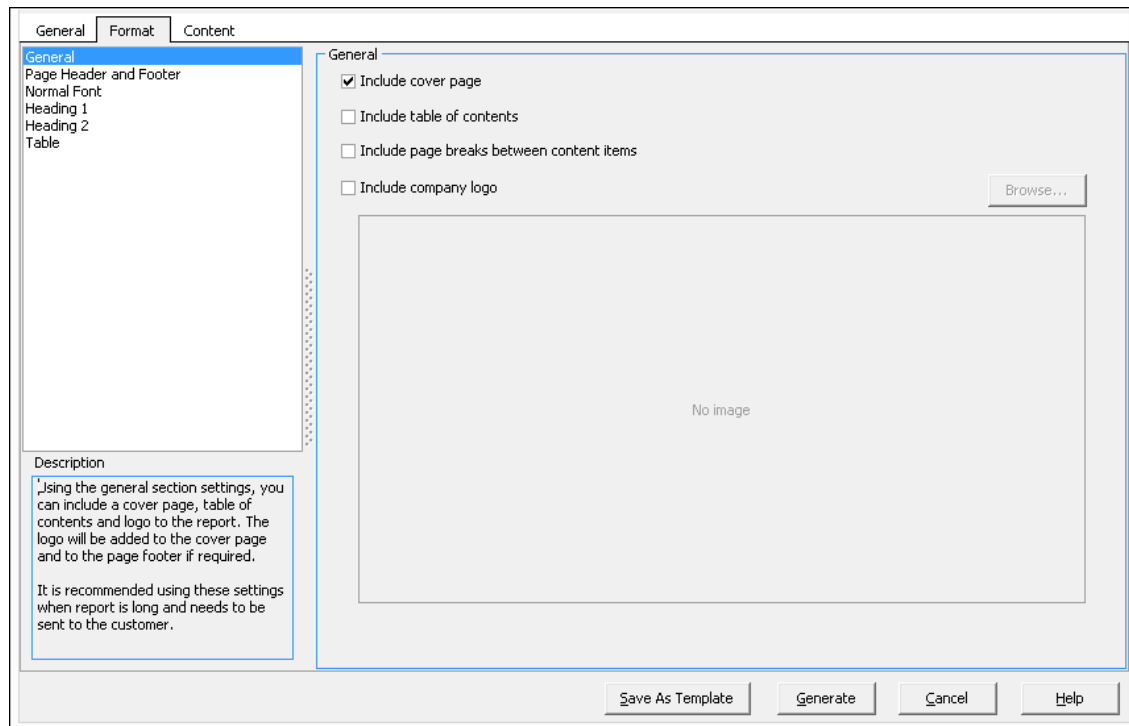 General Format Content
General
Page Header and Footer
Normal Font
Heading 1
Heading 2
Table
Description
Using the general section settings, you
can include a cover page, table of
contents and logo to the report. The
logo will be added to the cover page
and to the page footer if required.
It is recommended using these settings
when report is long and needs to be
sent to the customer.
General
Include cover page
Include table of contents
Include page breaks between content items
Include company logo
Browse...
No image
Save As Template Generate Cancel Help